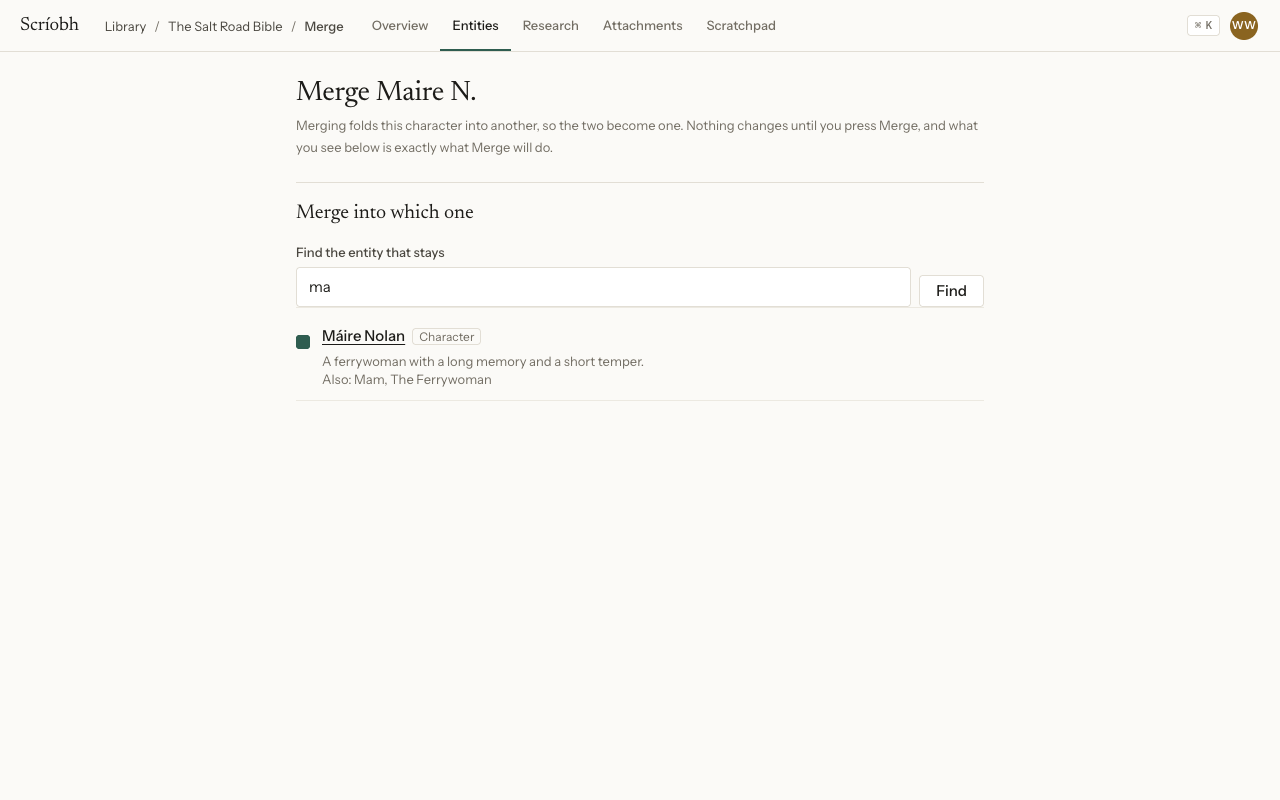 Scríobh
Library / The Salt Road Bible / Merge
Overview
Entities
Research
Attachments
Scratchpad
⌘ K
WW
Merge Maire N.
Merging folds this character into another, so the two become one. Nothing changes until you press Merge, and what
you see below is exactly what Merge will do.
Merge into which one
Find the entity that stays
ma
Find
Máire Nolan
Character
A ferrywoman with a long memory and a short temper.
Also: Mam, The Ferrywoman